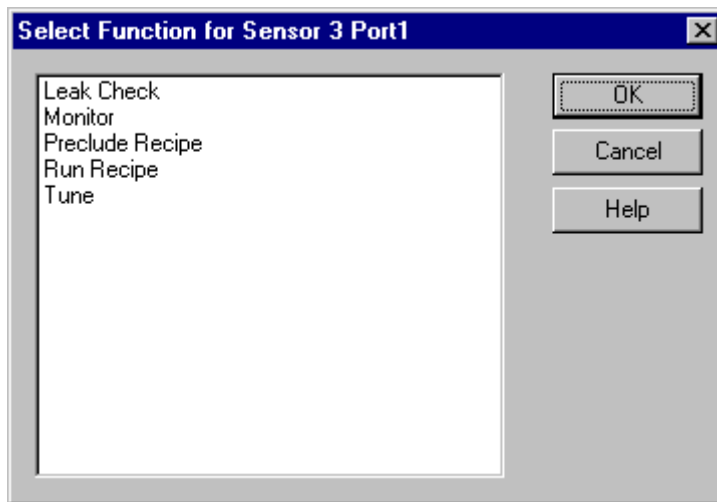 Select Function for Sensor 3 Port1
Leak Check
Monitor
Preclude Recipe
Run Recipe
Tune
OK
Cancel
Help